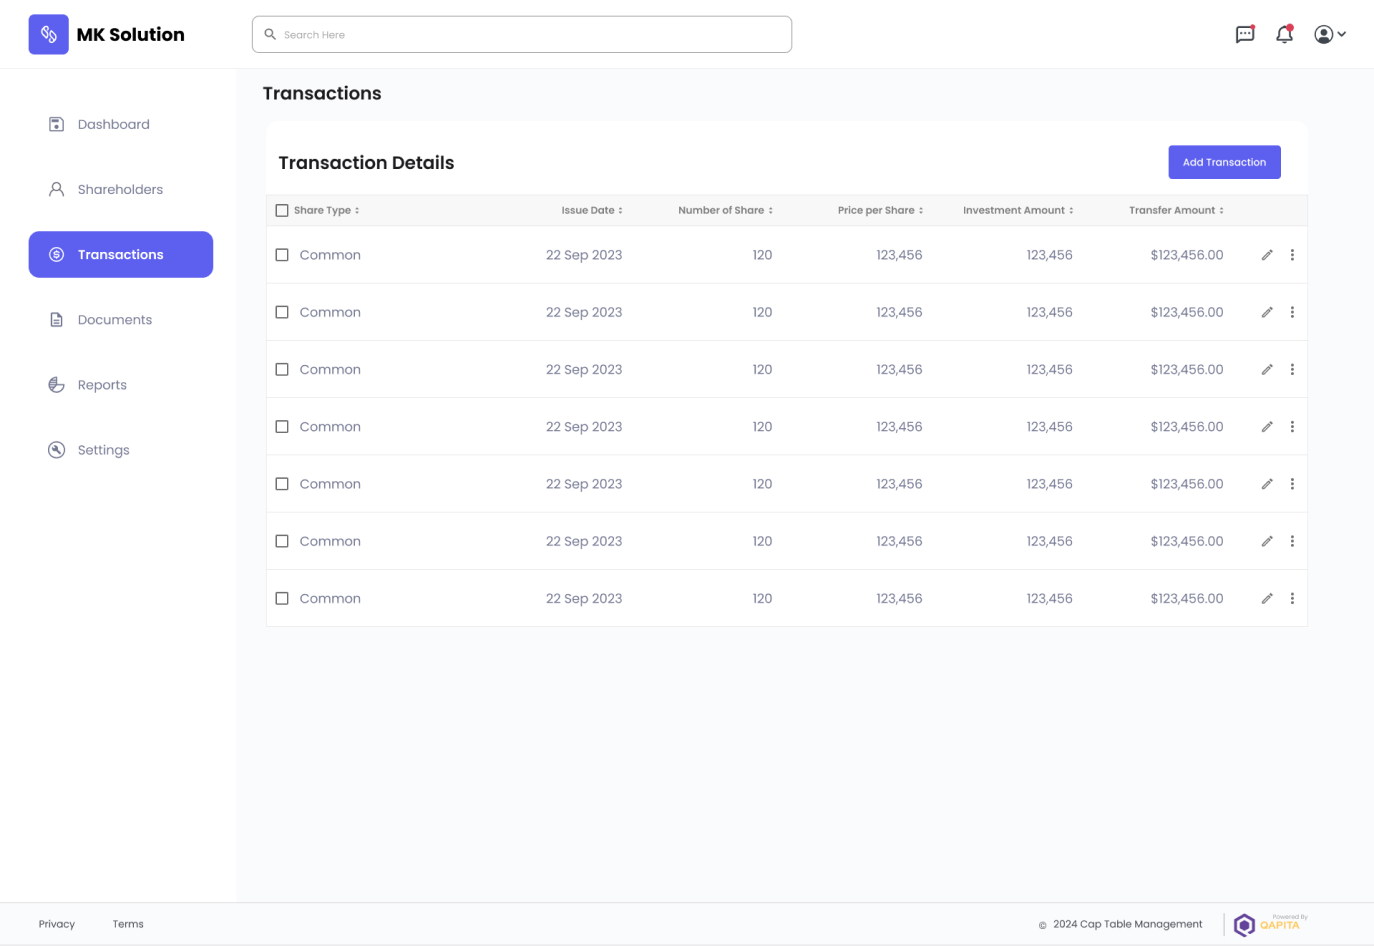 MK Solution
Search Here
Transactions
Dashboard
Shareholders
Transactions
Documents
Reports
Settings
Transaction Details
Add Transaction
Share Type Issue Date Number of Share Price per Share Investment Amount Transfer Amount
Common 22 Sep 2023 120 123,456 123,456 $123,456.00
Common 22 Sep 2023 120 123,456 123,456 $123,456.00
Common 22 Sep 2023 120 123,456 123,456 $123,456.00
Common 22 Sep 2023 120 123,456 123,456 $123,456.00
Common 22 Sep 2023 120 123,456 123,456 $123,456.00
Common 22 Sep 2023 120 123,456 123,456 $123,456.00
Common 22 Sep 2023 120 123,456 123,456 $123,456.00
Privacy Terms
© 2024 Cap Table Management
Powered By
QAPITA